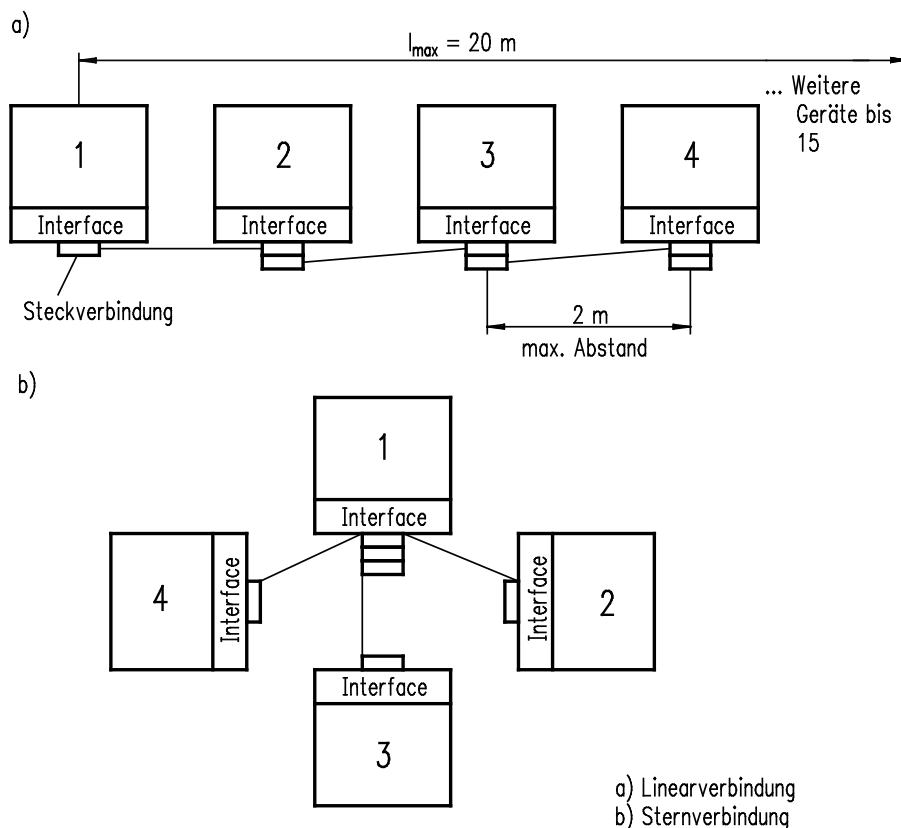 a)
lmax = 20 m
... Weitere
Geräte bis
15
1
2
3
4
Interface
Interface
Interface
Interface
Steckverbindung
2 m
max. Abstand
b)
1
Interface
4
Interface
Interface
2
Interface
3
a) Linearverbindung
b) Sternverbindung